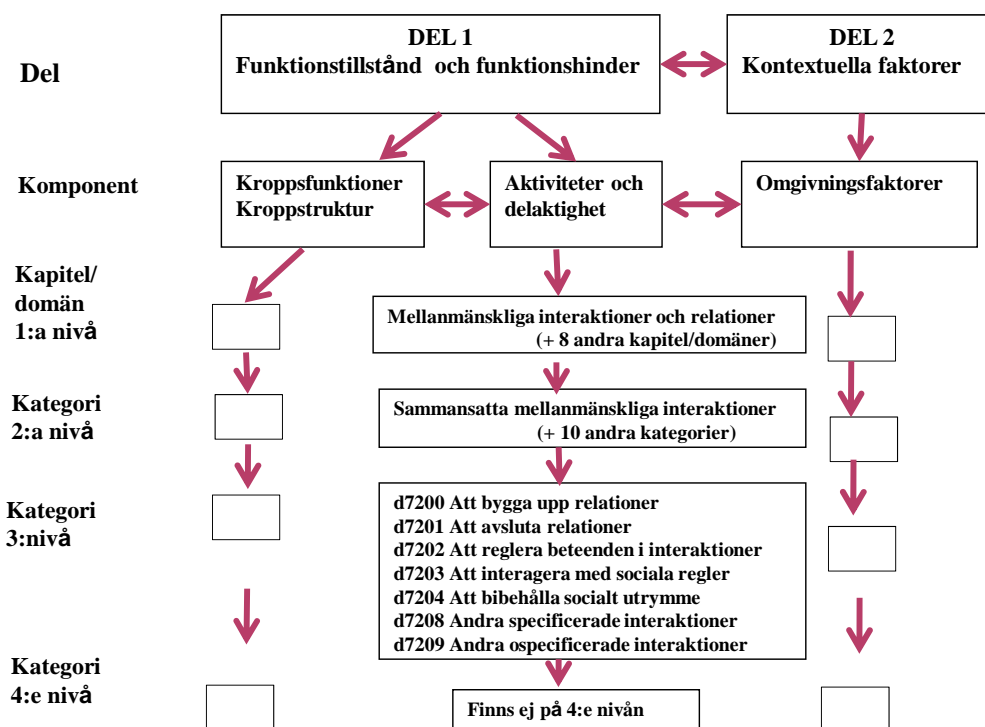 DEL 1
Funktionstillstånd och funktionshinder
DEL 2
Kontextuella faktorer
Del
Komponent
Kroppsfunktioner
Kroppstruktur
Aktiviteter och
delaktighet
Omgivningsfaktorer
Kapitel/
domän
1:a nivå
Mellanmänskliga interaktioner och relationer
(+ 8 andra kapitel/domäner)
Kategori
2:a nivå
Sammansatta mellanmänskliga interaktioner
(+ 10 andra kategorier)
Kategori
3:nivå
d7200 Att bygga upp relationer
d7201 Att avsluta relationer
d7202 Att reglera beteenden i interaktioner
d7203 Att interagera med sociala regler
d7204 Att bibehålla socialt utrymme
d7208 Andra specificerade interaktioner
d7209 Andra ospecificerade interaktioner
Kategori
4:e nivå
Finns ej på 4:e nivån